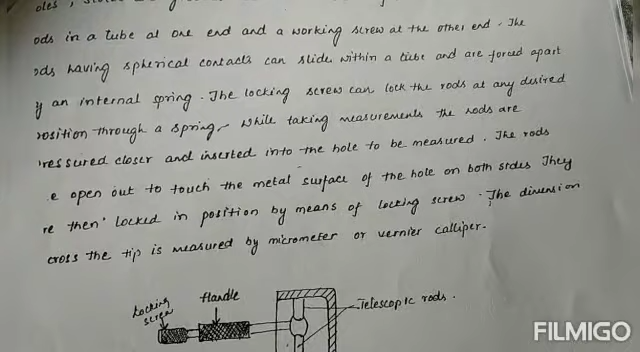 oles,
ods in a tube at one end and a working screw at the other end. The
ods having spherical contacts can slide within a tube and are forced apart
y an internal spring. The locking screw can lock the rods at any desired
position through a spring, while taking measurements the rods are
ressured closer and inserted into the hole to be measured. The rods
e open out to touch the metal surface of the hole on both sides They
re then locked in position by means of locking screw. The dimension
cross the tip is measured by micrometer or vernier calliper.
Locking screw
Handle
Telescopic rods.
FILMIGO